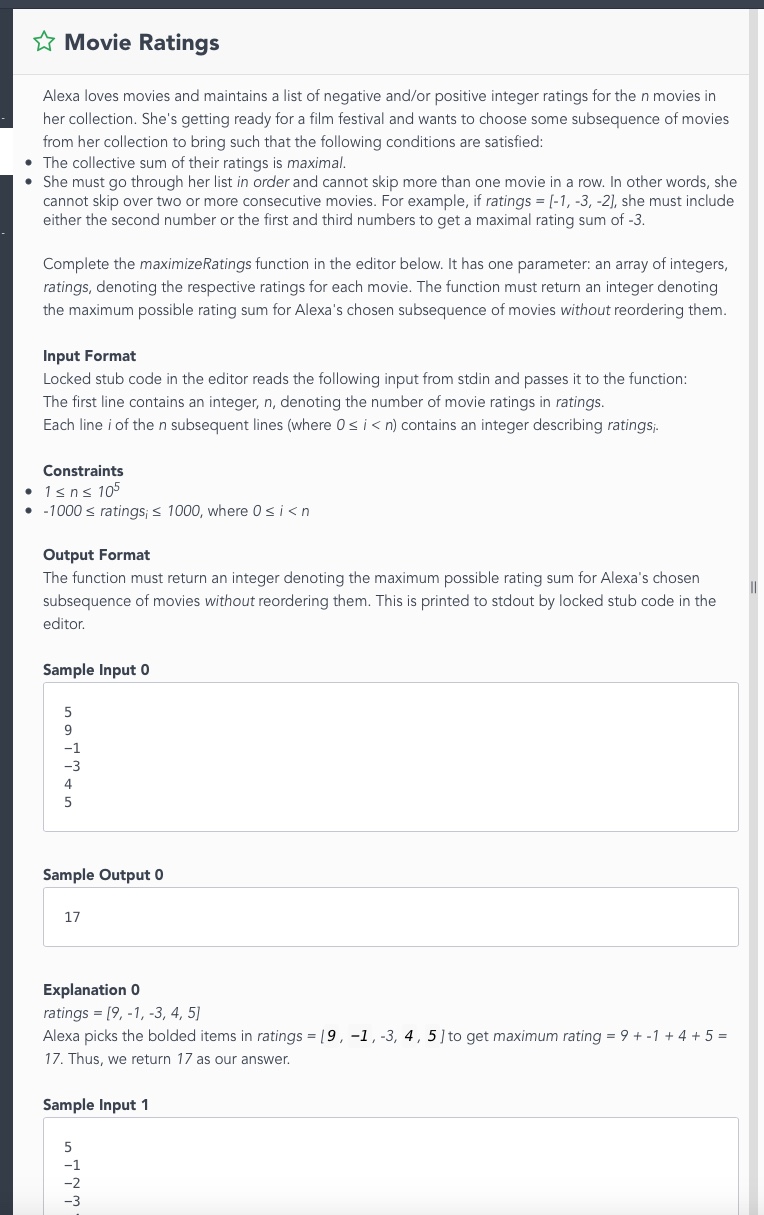 Movie Ratings
Alexa loves movies and maintains a list of negative and/or positive integer ratings for the n movies in
her collection. She's getting ready for a film festival and wants to choose some subsequence of movies
from her collection to bring such that the following conditions are satisfied:
• The collective sum of their ratings is maximal.
• She must go through her list in order and cannot skip more than one movie in a row. In other words, she
cannot skip over two or more consecutive movies. For example, if ratings = [-1, -3, -2], she must include
either the second number or the first and third numbers to get a maximal rating sum of -3.
Complete the maximizeRatings function in the editor below. It has one parameter: an array of integers,
ratings, denoting the respective ratings for each movie. The function must return an integer denoting
the maximum possible rating sum for Alexa's chosen subsequence of movies without reordering them.
Input Format
Locked stub code in the editor reads the following input from stdin and passes it to the function:
The first line contains an integer, n, denoting the number of movie ratings in ratings.
Each line i of the n subsequent lines (where 0 ≤ i < n) contains an integer describing ratingsᵢ.
Constraints
• 1 ≤ n ≤ 10⁵
• -1000 ≤ ratingsᵢ ≤ 1000, where 0 ≤ i < n
Output Format
The function must return an integer denoting the maximum possible rating sum for Alexa's chosen
subsequence of movies without reordering them. This is printed to stdout by locked stub code in the
editor.
Sample Input 0
5
9
−1
−3
4
5
Sample Output 0
17
Explanation 0
ratings = [9, -1, -3, 4, 5]
Alexa picks the bolded items in ratings = [ 9 , −1 , -3, 4 , 5 ] to get maximum rating = 9 + -1 + 4 + 5 =
17. Thus, we return 17 as our answer.
Sample Input 1
5
−1
−2
−3